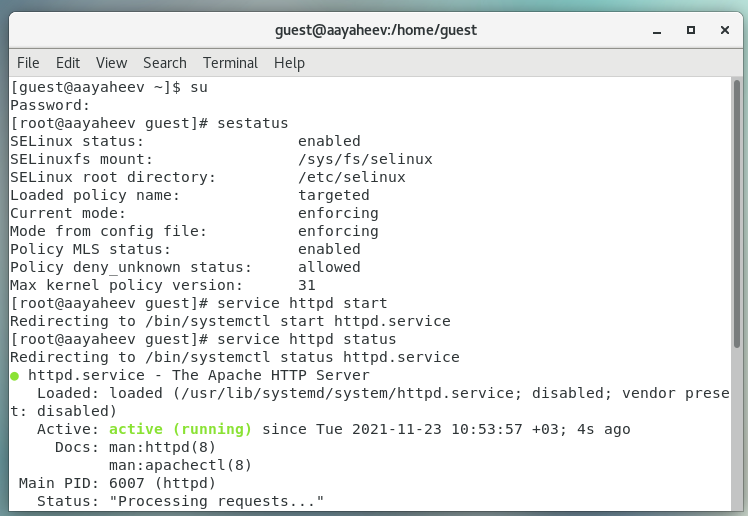 guest@aayaheev:/home/guest
File Edit View Search Terminal Help
[guest@aayaheev ~]$ su
Password:
[root@aayaheev guest]# sestatus
SELinux status:                 enabled
SELinuxfs mount:                /sys/fs/selinux
SELinux root directory:         /etc/selinux
Loaded policy name:             targeted
Current mode:                   enforcing
Mode from config file:          enforcing
Policy MLS status:              enabled
Policy deny_unknown status:     allowed
Max kernel policy version:      31
[root@aayaheev guest]# service httpd start
Redirecting to /bin/systemctl start httpd.service
[root@aayaheev guest]# service httpd status
Redirecting to /bin/systemctl status httpd.service
● httpd.service - The Apache HTTP Server
   Loaded: loaded (/usr/lib/systemd/system/httpd.service; disabled; vendor prese
t: disabled)
   Active: active (running) since Tue 2021-11-23 10:53:57 +03; 4s ago
     Docs: man:httpd(8)
           man:apachectl(8)
 Main PID: 6007 (httpd)
   Status: "Processing requests..."